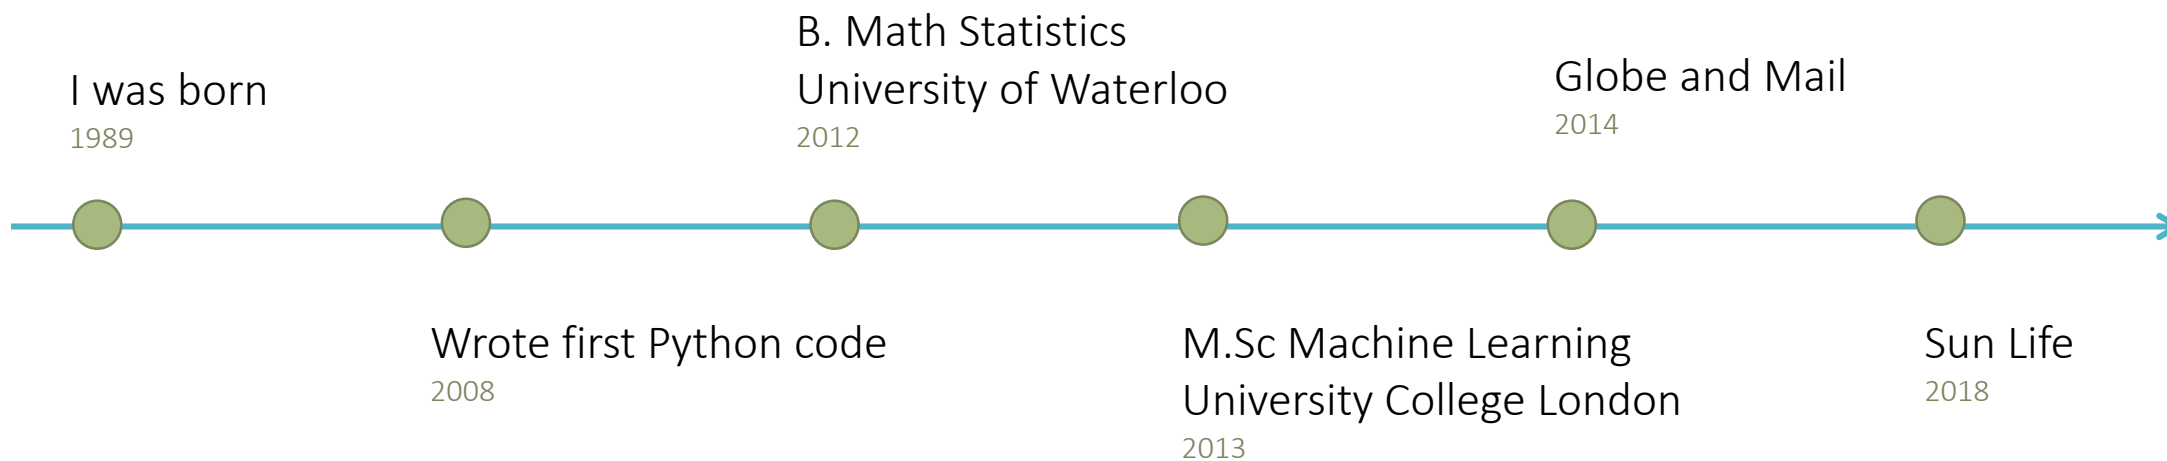 I was born
1989
Wrote first Python code
2008
B. Math Statistics
University of Waterloo
2012
M.Sc Machine Learning
University College London
2013
Globe and Mail
2014
Sun Life
2018